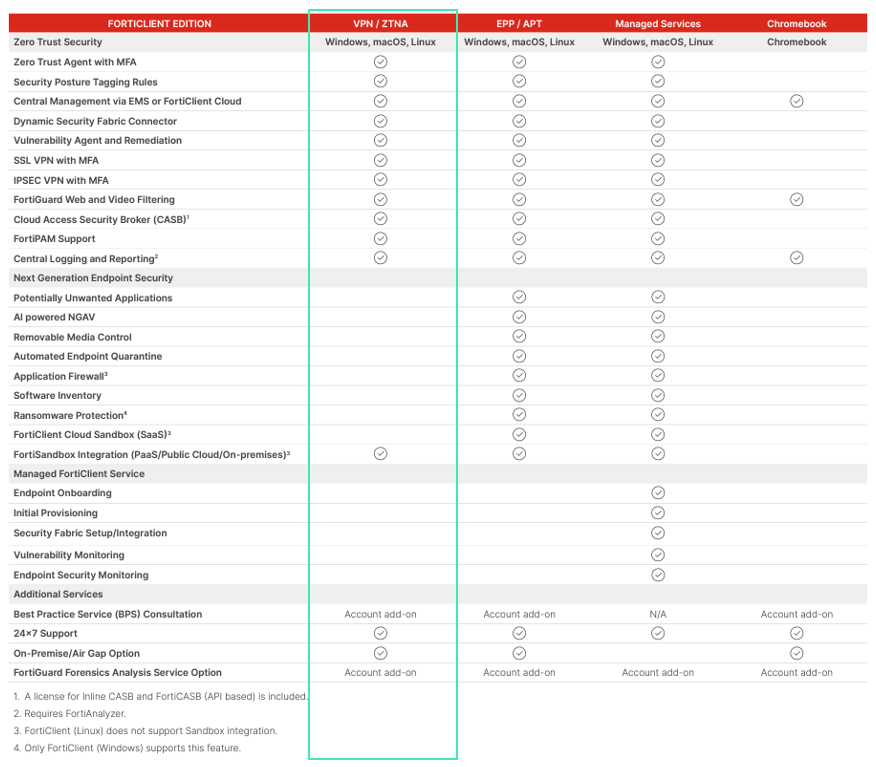 FORTICLIENT EDITION VPN / ZTNA EPP / APT Managed Services Chromebook
Zero Trust Security Windows, macOS, Linux Windows, macOS, Linux Windows, macOS, Linux Chromebook
Zero Trust Agent with MFA
Security Posture Tagging Rules
Central Management via EMS or FortiClient Cloud
Dynamic Security Fabric Connector
Vulnerability Agent and Remediation
SSL VPN with MFA
IPSEC VPN with MFA
FortiGuard Web and Video Filtering
Cloud Access Security Broker (CASB)¹
FortiPAM Support
Central Logging and Reporting²
Next Generation Endpoint Security
Potentially Unwanted Applications
AI powered NGAV
Removable Media Control
Automated Endpoint Quarantine
Application Firewall³
Software Inventory
Ransomware Protection⁴
FortiClient Cloud Sandbox (SaaS)³
FortiSandbox Integration (PaaS/Public Cloud/On-premises)³
Managed FortiClient Service
Endpoint Onboarding
Initial Provisioning
Security Fabric Setup/Integration
Vulnerability Monitoring
Endpoint Security Monitoring
Additional Services
Best Practice Service (BPS) Consultation Account add-on Account add-on N/A Account add-on
24×7 Support
On-Premise/Air Gap Option
FortiGuard Forensics Analysis Service Option Account add-on Account add-on Account add-on Account add-on
1. A license for Inline CASB and FortiCASB (API based) is included.
2. Requires FortiAnalyzer.
3. FortiClient (Linux) does not support Sandbox integration.
4. Only FortiClient (Windows) supports this feature.